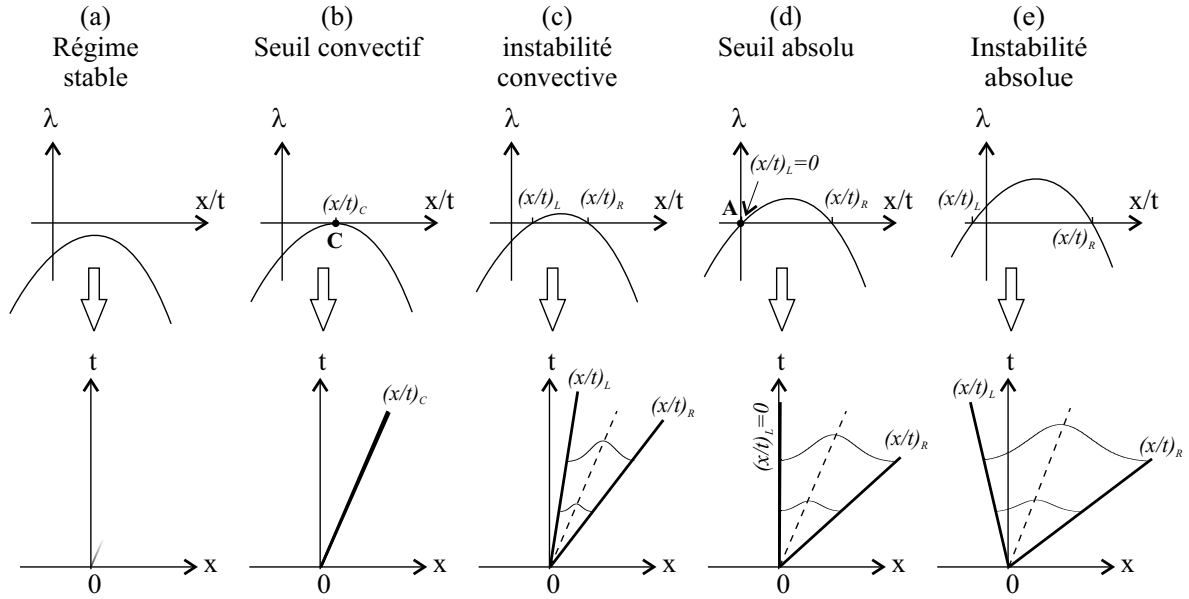 (a)
Régime
stable
(b)
Seuil convectif
(c)
instabilité
convective
(d)
Seuil absolu
(e)
Instabilité
absolue
λ
x/t
λ
x/t
(x/t)C
C
λ
x/t
(x/t)L
(x/t)R
λ
x/t
(x/t)L=0
A
(x/t)R
λ
x/t
(x/t)L
(x/t)R
t
x
0
t
(x/t)C
x
0
t
(x/t)L
(x/t)R
x
0
t
(x/t)L=0
(x/t)R
x
0
t
(x/t)L
(x/t)R
x
0